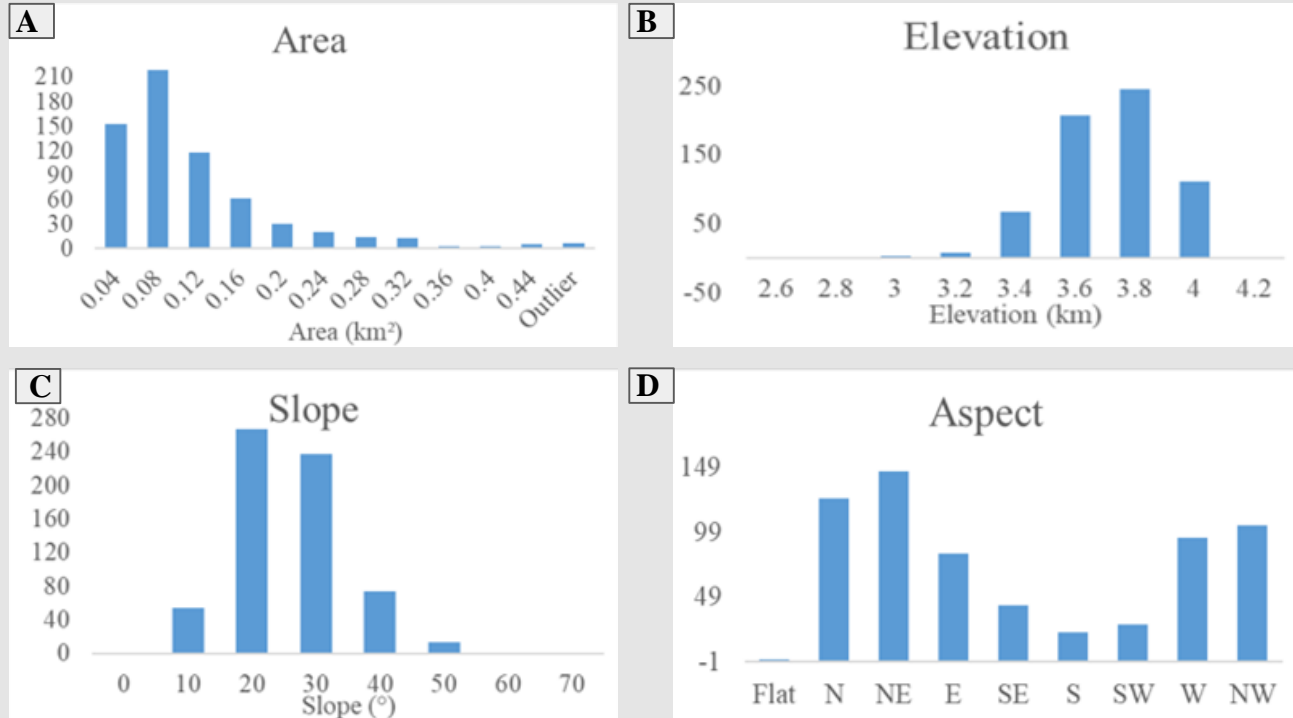 A
Area
210
180
150
120
90
60
30
0
0.04 0.08 0.12 0.16 0.2 0.24 0.28 0.32 0.36 0.4 0.44 Outlier
Area (km²)
B
Elevation
250
150
50
-50
2.6 2.8 3 3.2 3.4 3.6 3.8 4 4.2
Elevation (km)
C
Slope
280
240
200
160
120
80
40
0
0 10 20 30 40 50 60 70
Slope (°)
D
Aspect
149
99
49
-1
Flat N NE E SE S SW W NW